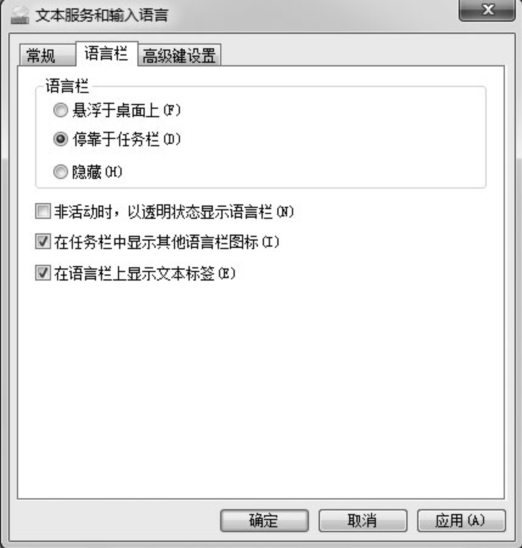 文本服务和输入语言
常规 语言栏 高级键设置
语言栏
悬浮于桌面上(F)
停靠于任务栏(D)
隐藏(H)
非活动时，以透明状态显示语言栏(N)
在任务栏中显示其他语言栏图标(I)
在语言栏上显示文本标签(E)
确定 取消 应用(A)